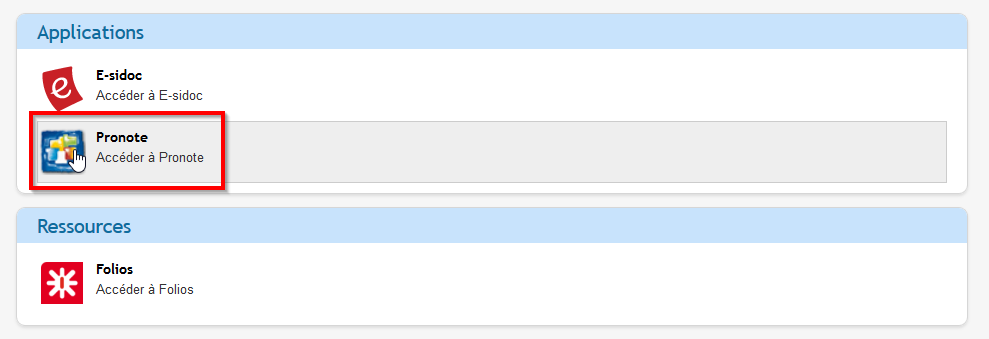 Applications
E-sidoc
Accéder à E-sidoc
Pronote
Accéder à Pronote
Ressources
Folios
Accéder à Folios